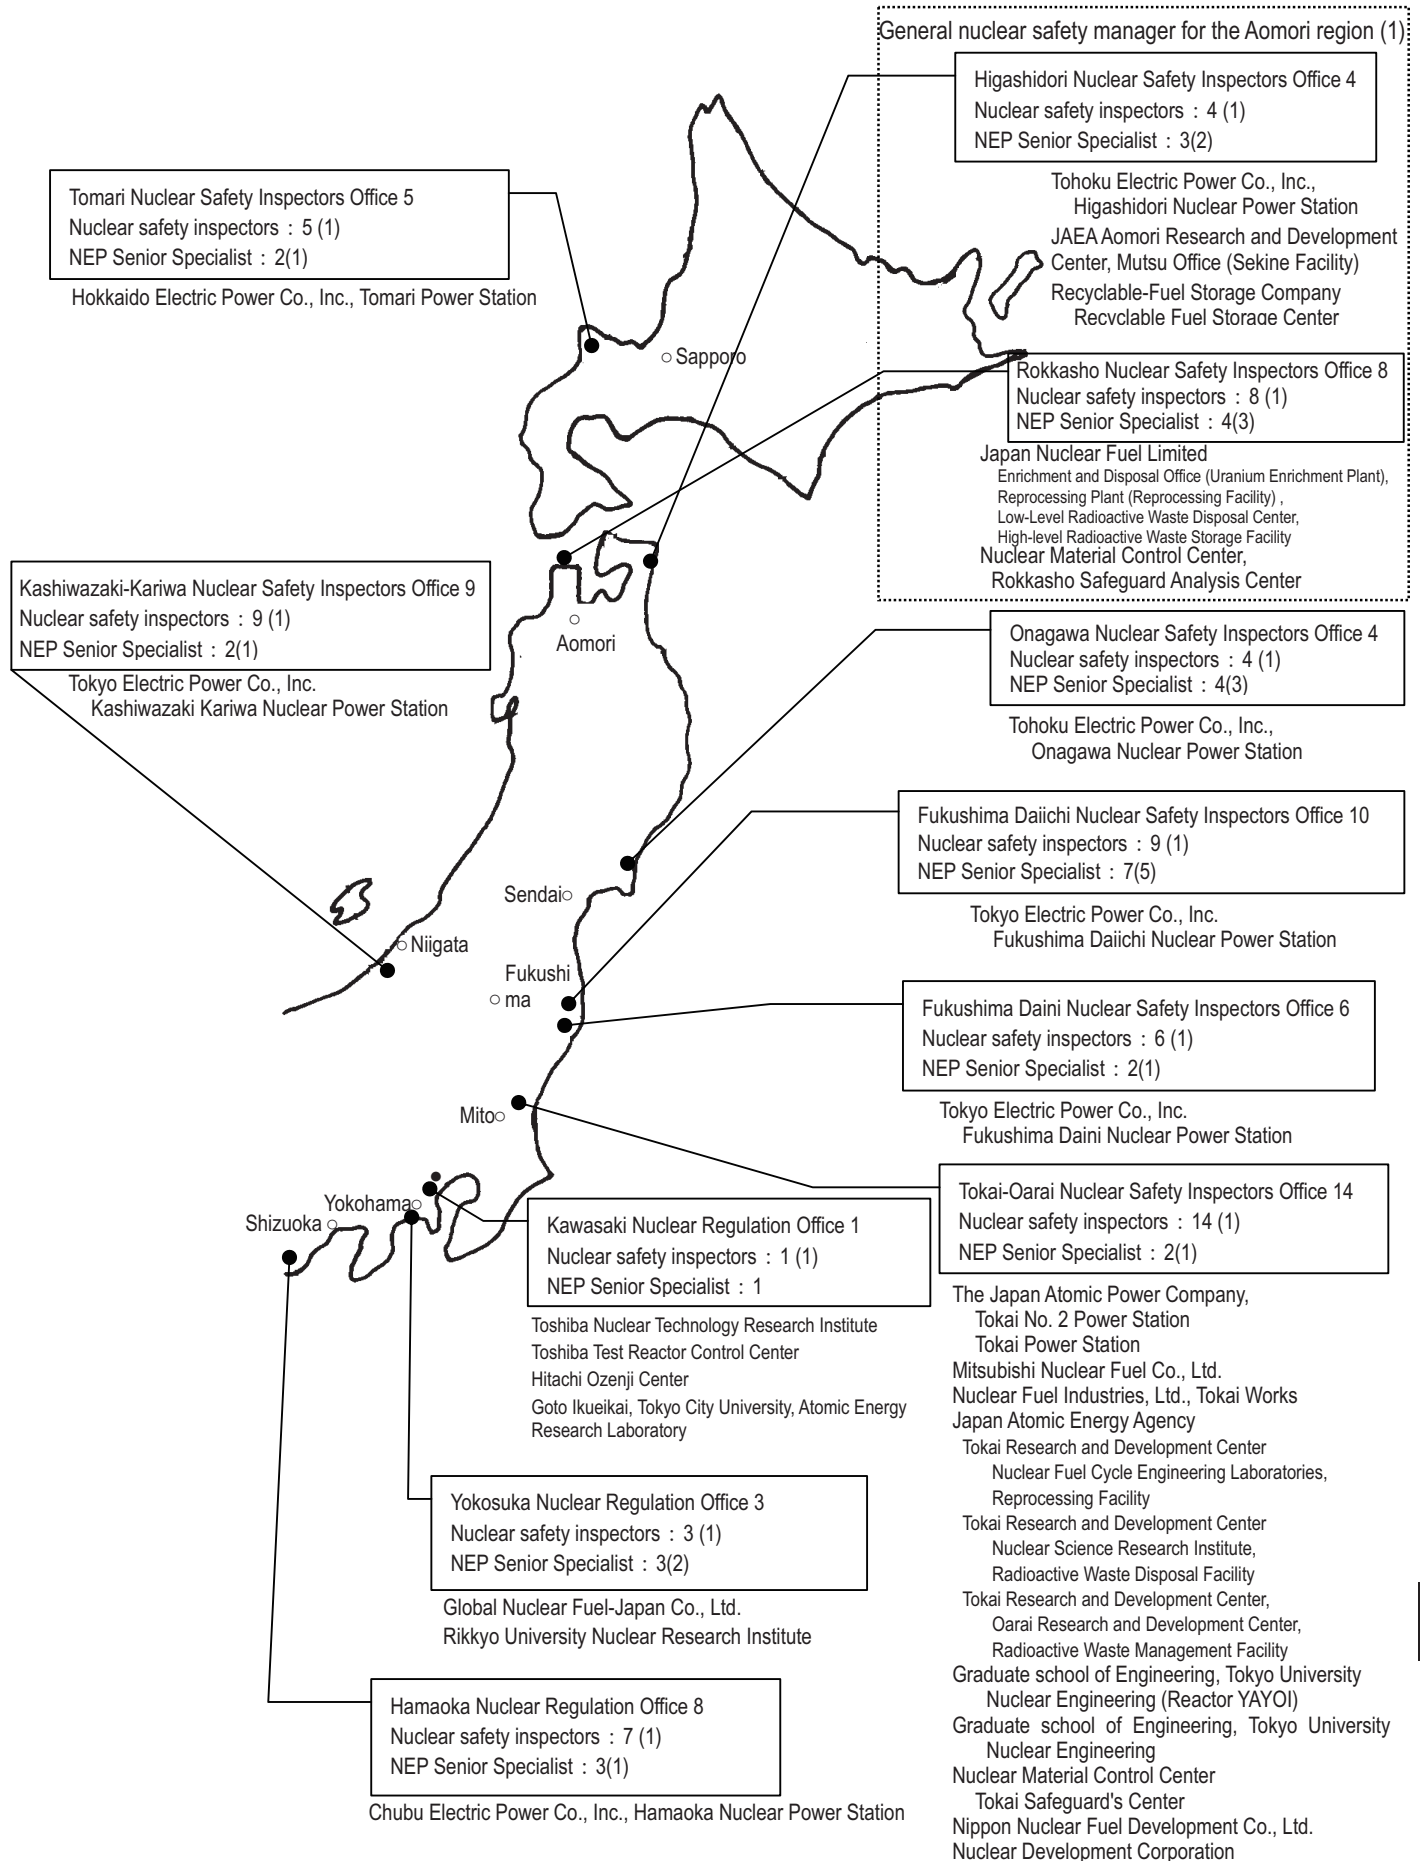 General nuclear safety manager for the Aomori region (1)
Higashidori Nuclear Safety Inspectors Office 4
Nuclear safety inspectors : 4 (1)
NEP Senior Specialist : 3(2)
Tohoku Electric Power Co., Inc.,
Higashidori Nuclear Power Station
JAEA Aomori Research and Development
Center, Mutsu Office (Sekine Facility)
Recyclable-Fuel Storage Company
Recyclable Fuel Storage Center
Tomari Nuclear Safety Inspectors Office 5
Nuclear safety inspectors : 5 (1)
NEP Senior Specialist : 2(1)
Hokkaido Electric Power Co., Inc., Tomari Power Station
Sapporo
Rokkasho Nuclear Safety Inspectors Office 8
Nuclear safety inspectors : 8 (1)
NEP Senior Specialist : 4(3)
Japan Nuclear Fuel Limited
Enrichment and Disposal Office (Uranium Enrichment Plant),
Reprocessing Plant (Reprocessing Facility) ,
Low-Level Radioactive Waste Disposal Center,
High-level Radioactive Waste Storage Facility
Nuclear Material Control Center,
Rokkasho Safeguard Analysis Center
Kashiwazaki-Kariwa Nuclear Safety Inspectors Office 9
Nuclear safety inspectors : 9 (1)
NEP Senior Specialist : 2(1)
Tokyo Electric Power Co., Inc.
Kashiwazaki Kariwa Nuclear Power Station
Aomori
Onagawa Nuclear Safety Inspectors Office 4
Nuclear safety inspectors : 4 (1)
NEP Senior Specialist : 4(3)
Tohoku Electric Power Co., Inc.,
Onagawa Nuclear Power Station
Fukushima Daiichi Nuclear Safety Inspectors Office 10
Nuclear safety inspectors : 9 (1)
NEP Senior Specialist : 7(5)
Tokyo Electric Power Co., Inc.
Fukushima Daiichi Nuclear Power Station
Sendai
Niigata
Fukushi
ma
Fukushima Daini Nuclear Safety Inspectors Office 6
Nuclear safety inspectors : 6 (1)
NEP Senior Specialist : 2(1)
Tokyo Electric Power Co., Inc.
Fukushima Daini Nuclear Power Station
Mito
Yokohama
Shizuoka
Tokai-Oarai Nuclear Safety Inspectors Office 14
Nuclear safety inspectors : 14 (1)
NEP Senior Specialist : 2(1)
The Japan Atomic Power Company,
Tokai No. 2 Power Station
Tokai Power Station
Mitsubishi Nuclear Fuel Co., Ltd.
Nuclear Fuel Industries, Ltd., Tokai Works
Japan Atomic Energy Agency
Tokai Research and Development Center
Nuclear Fuel Cycle Engineering Laboratories,
Reprocessing Facility
Tokai Research and Development Center
Nuclear Science Research Institute,
Radioactive Waste Disposal Facility
Tokai Research and Development Center,
Oarai Research and Development Center,
Radioactive Waste Management Facility
Graduate school of Engineering, Tokyo University
Nuclear Engineering (Reactor YAYOI)
Graduate school of Engineering, Tokyo University
Nuclear Engineering
Nuclear Material Control Center
Tokai Safeguard's Center
Nippon Nuclear Fuel Development Co., Ltd.
Nuclear Development Corporation
Kawasaki Nuclear Regulation Office 1
Nuclear safety inspectors : 1 (1)
NEP Senior Specialist : 1
Toshiba Nuclear Technology Research Institute
Toshiba Test Reactor Control Center
Hitachi Ozenji Center
Goto Ikueikai, Tokyo City University, Atomic Energy
Research Laboratory
Yokosuka Nuclear Regulation Office 3
Nuclear safety inspectors : 3 (1)
NEP Senior Specialist : 3(2)
Global Nuclear Fuel-Japan Co., Ltd.
Rikkyo University Nuclear Research Institute
Hamaoka Nuclear Regulation Office 8
Nuclear safety inspectors : 7 (1)
NEP Senior Specialist : 3(1)
Chubu Electric Power Co., Inc., Hamaoka Nuclear Power Station